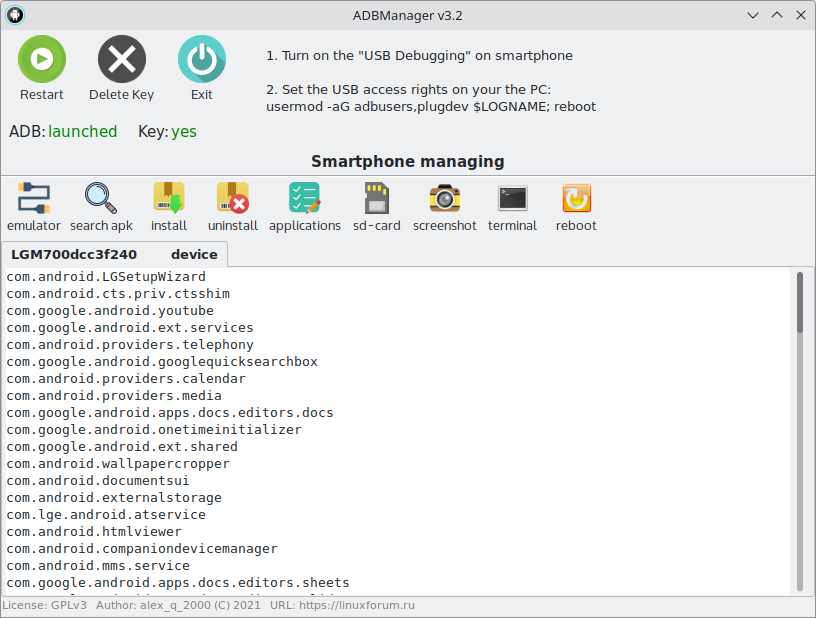 ADBManager v3.2
Restart
Delete Key
Exit
1. Turn on the "USB Debugging" on smartphone
2. Set the USB access rights on your the PC:
usermod -aG adbusers,plugdev $LOGNAME; reboot
ADB: launched Key: yes
Smartphone managing
emulator search apk install uninstall applications sd-card screenshot terminal reboot
LGM700dcc3f240 device
com.android.LGSetupWizard
com.android.cts.priv.ctsshim
com.google.android.youtube
com.google.android.ext.services
com.android.providers.telephony
com.google.android.googlequicksearchbox
com.android.providers.calendar
com.android.providers.media
com.google.android.apps.docs.editors.docs
com.google.android.onetimeinitializer
com.google.android.ext.shared
com.android.wallpapercropper
com.android.documentsui
com.android.externalstorage
com.lge.android.atservice
com.android.htmlviewer
com.android.companiondevicemanager
com.android.mms.service
com.google.android.apps.docs.editors.sheets
License: GPLv3 Author: alex_q_2000 (C) 2021 URL: https://linuxforum.ru